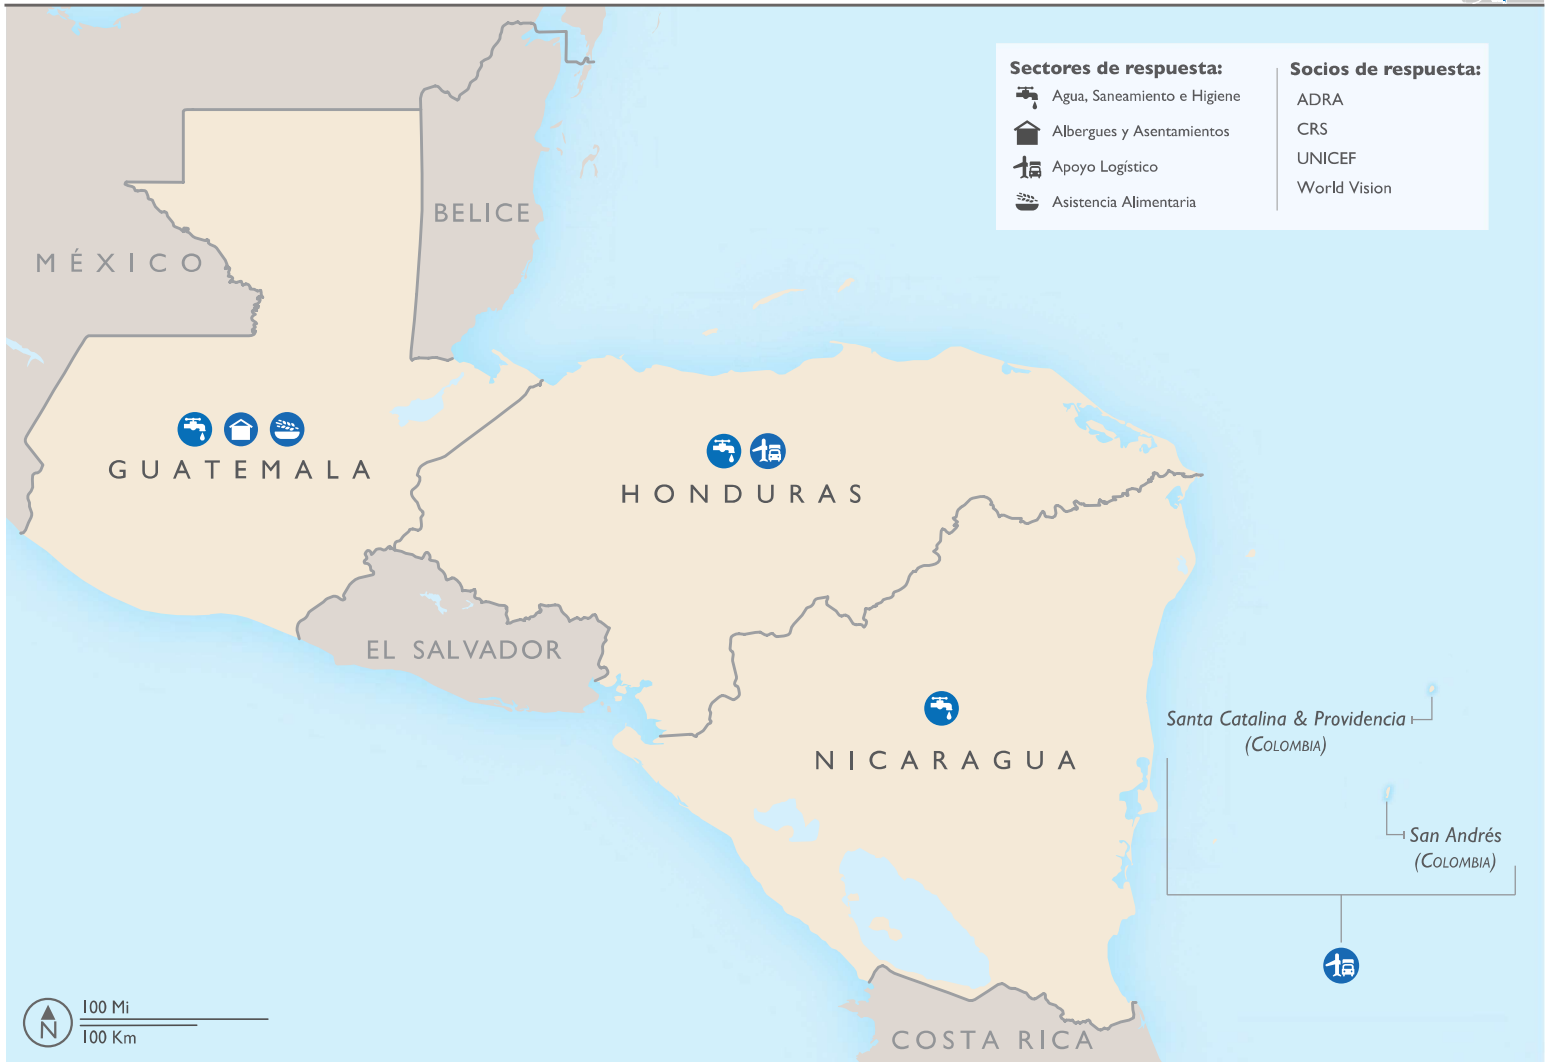 Sectores de respuesta:
Agua, Saneamiento e Higiene
Albergues y Asentamientos
Apoyo Logístico
Asistencia Alimentaria
Socios de respuesta:
ADRA
CRS
UNICEF
World Vision
BELICE
MÉXICO
GUATEMALA
HONDURAS
EL SALVADOR
NICARAGUA
Santa Catalina & Providencia
(COLOMBIA)
San Andrés
(COLOMBIA)
COSTA RICA
N
100 Mi
100 Km